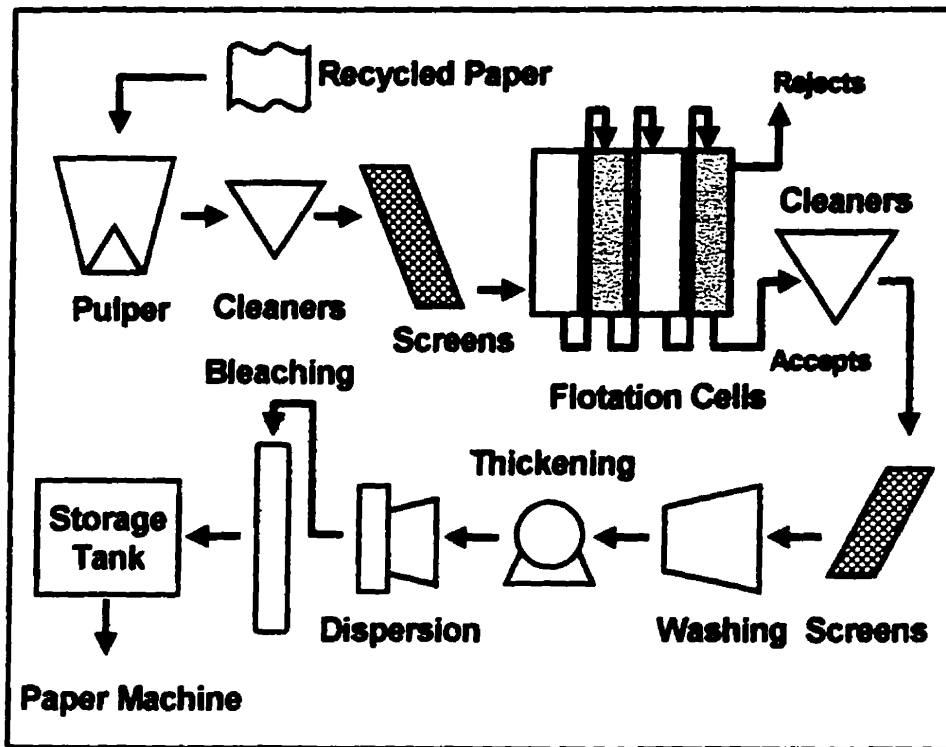 Recycled Paper
Rejects
Cleaners
Pulper
Cleaners
Screens
Accepts
Flotation Cells
Bleaching
Thickening
Storage
Tank
Dispersion
Washing Screens
Paper Machine